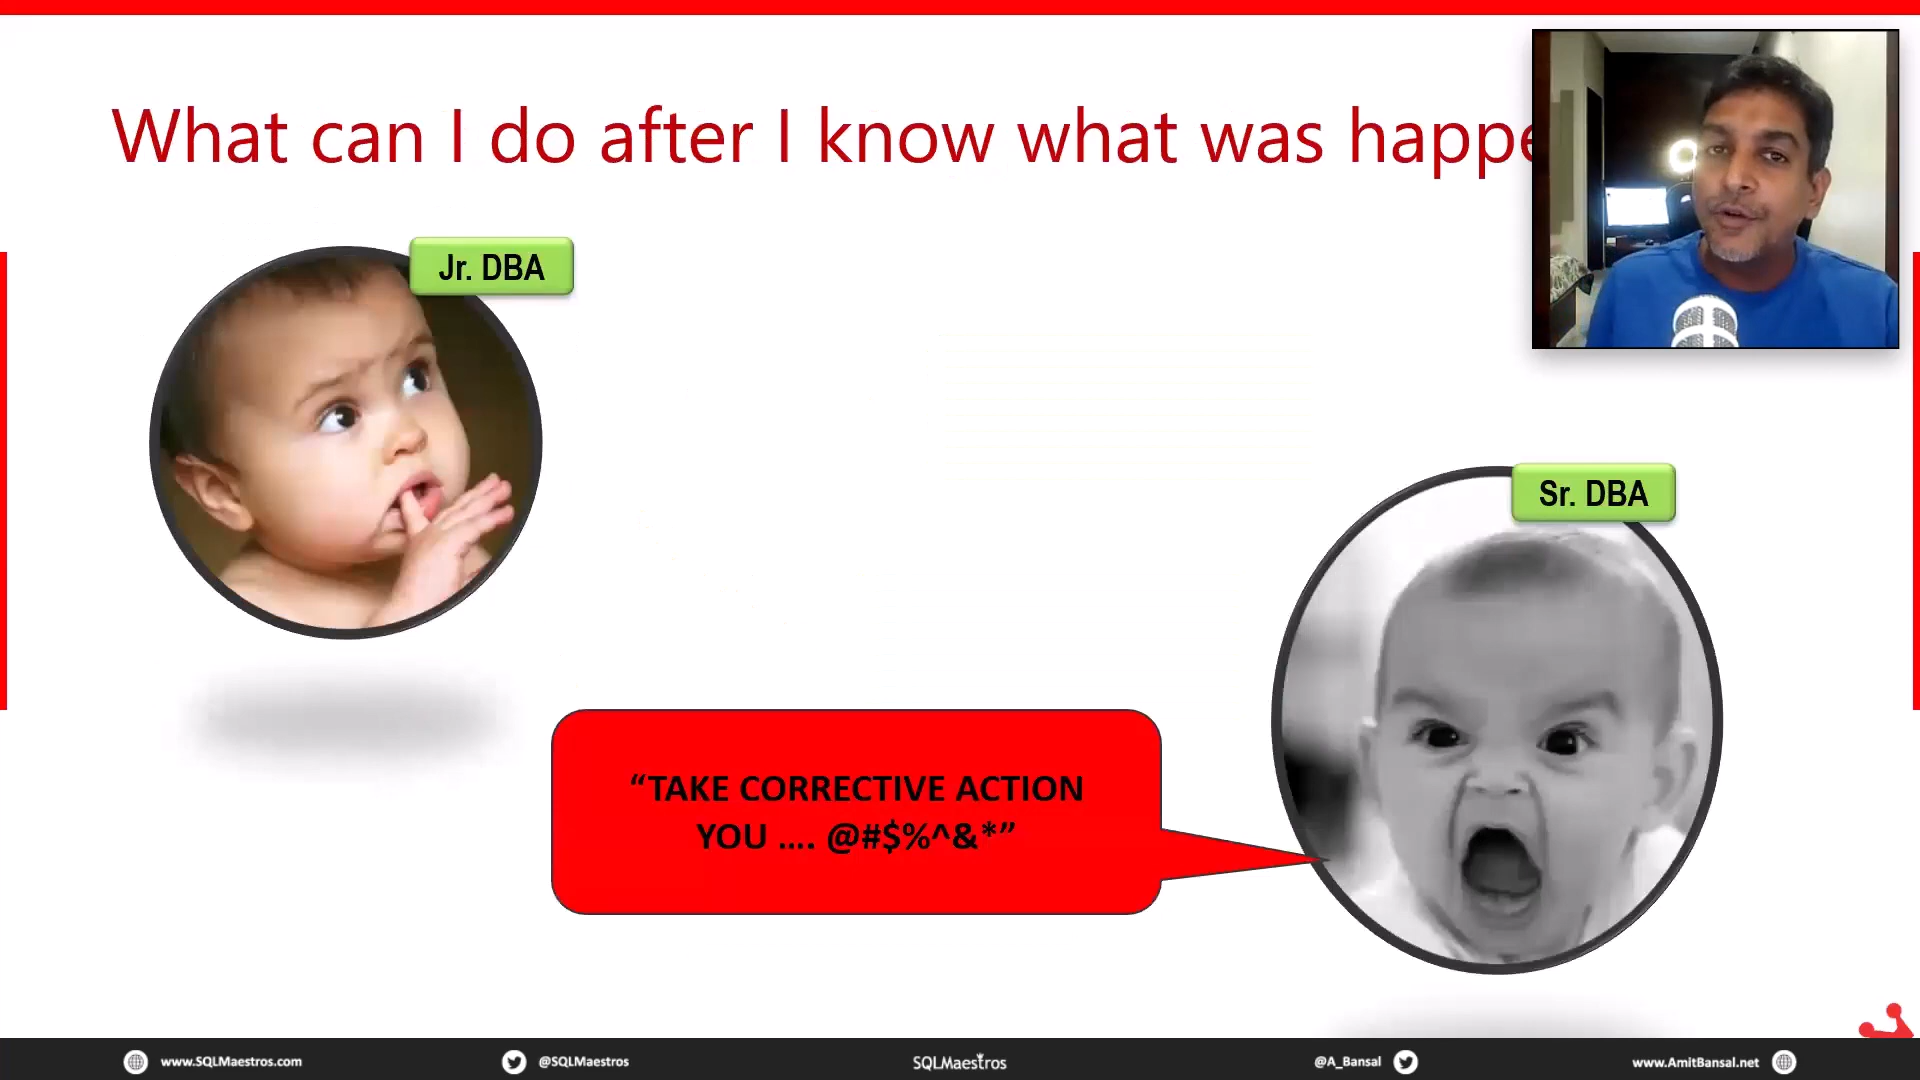 What can I do after I know what was happe
Jr. DBA
Sr. DBA
“TAKE CORRECTIVE ACTION
YOU .... @#$%^&*”
www.SQLMaestros.com
@SQLMaestros
SQLMaestros
@A_Bansal
www.AmitBansal.net